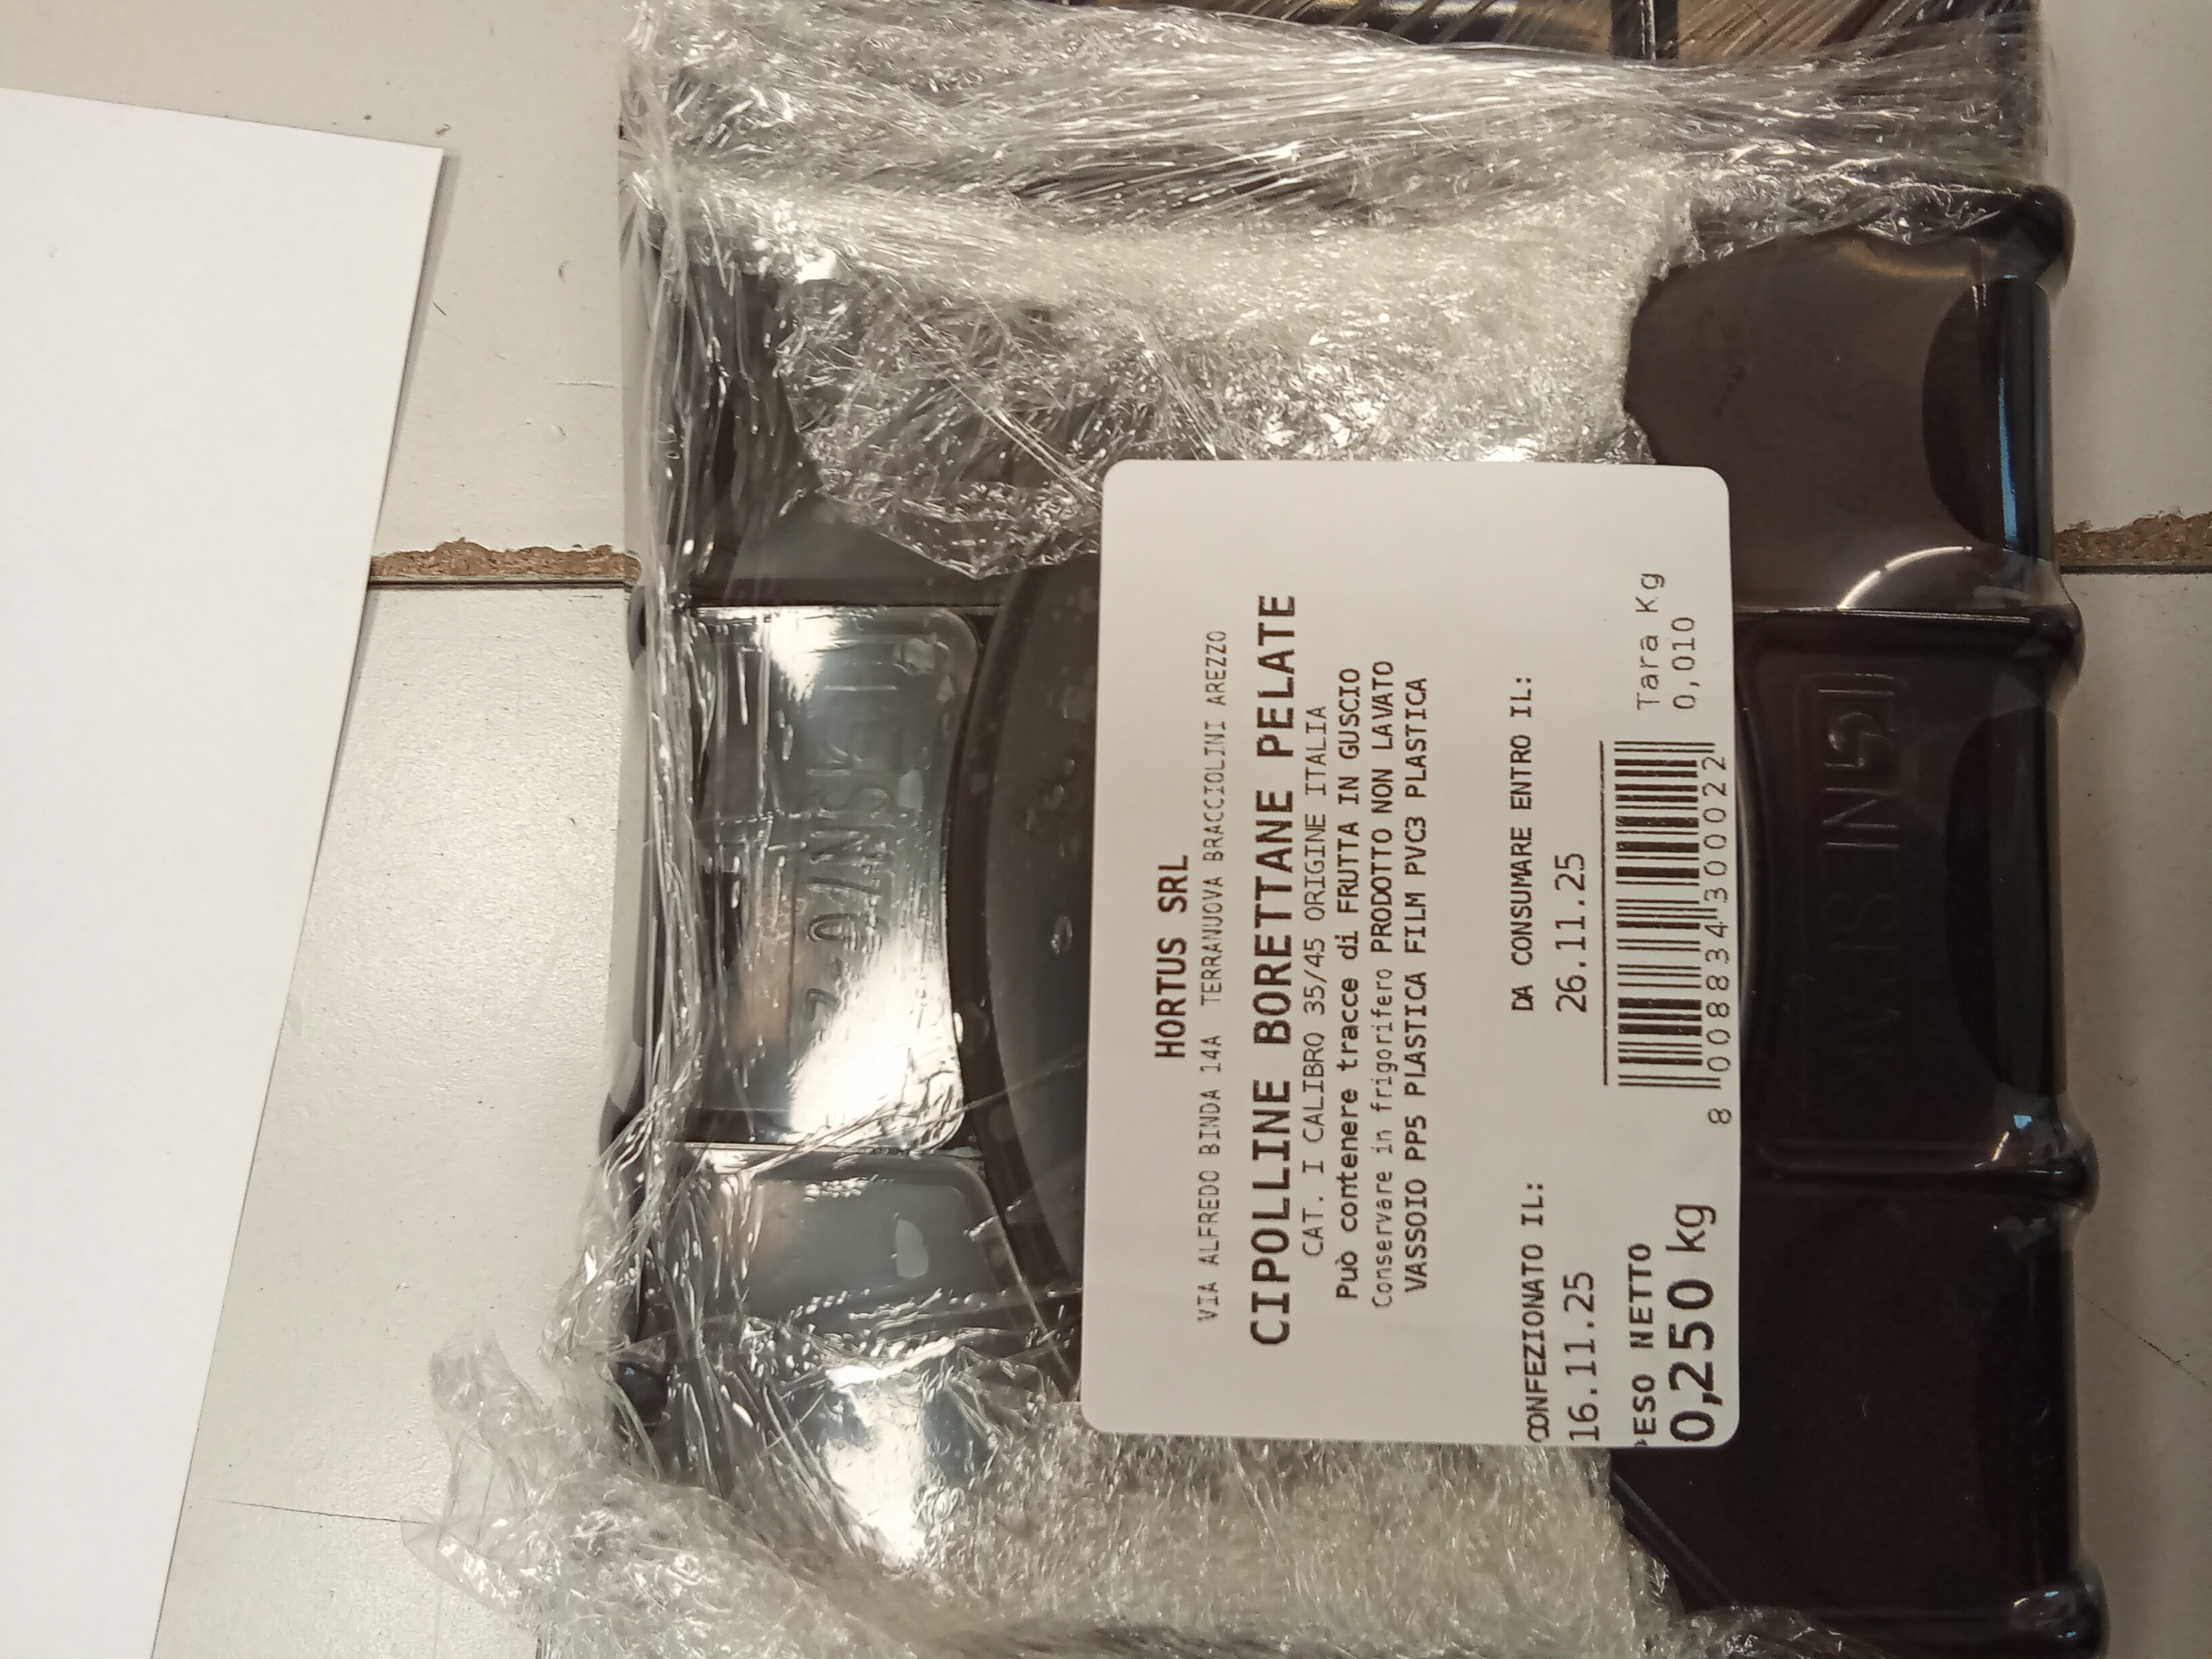 HORTUS SRL
VIA ALFREDO BINDA 14A TERRANUOVA BRACCIOLINI AREZZO
CIPOLLINE BORETTANE PELATE
CAT. I CALIBRO 35/45 ORIGINE ITALIA
Può contenere tracce di FRUTTA IN GUSCIO
Conservare in frigorifero PRODOTTO NON LAVATO
VASSOIO PP5 PLASTICA FILM PVC3 PLASTICA
CONFEZIONATO IL: DA CONSUMARE ENTRO IL:
16.11.25 26.11.25
PESO NETTO
0,250 kg
8 008834 300022
Tara Kg
0,010